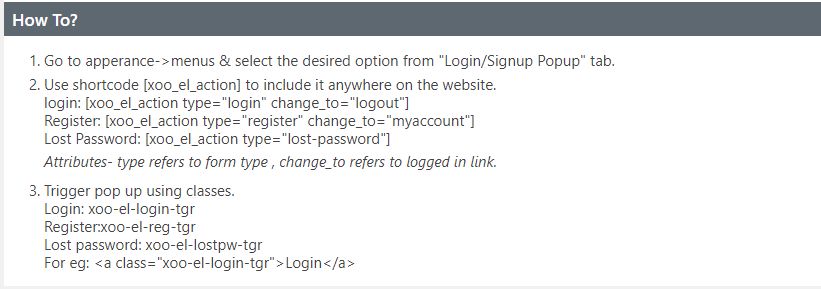 How To?
1. Go to apperance->menus & select the desired option from "Login/Signup Popup" tab.
2. Use shortcode [xoo_el_action] to include it anywhere on the website.
login: [xoo_el_action type="login" change_to="logout"]
Register: [xoo_el_action type="register" change_to="myaccount"]
Lost Password: [xoo_el_action type="lost-password"]
Attributes- type refers to form type , change_to refers to logged in link.
3. Trigger pop up using classes.
Login: xoo-el-login-tgr
Register:xoo-el-reg-tgr
Lost password: xoo-el-lostpw-tgr
For eg: <a class="xoo-el-login-tgr">Login</a>